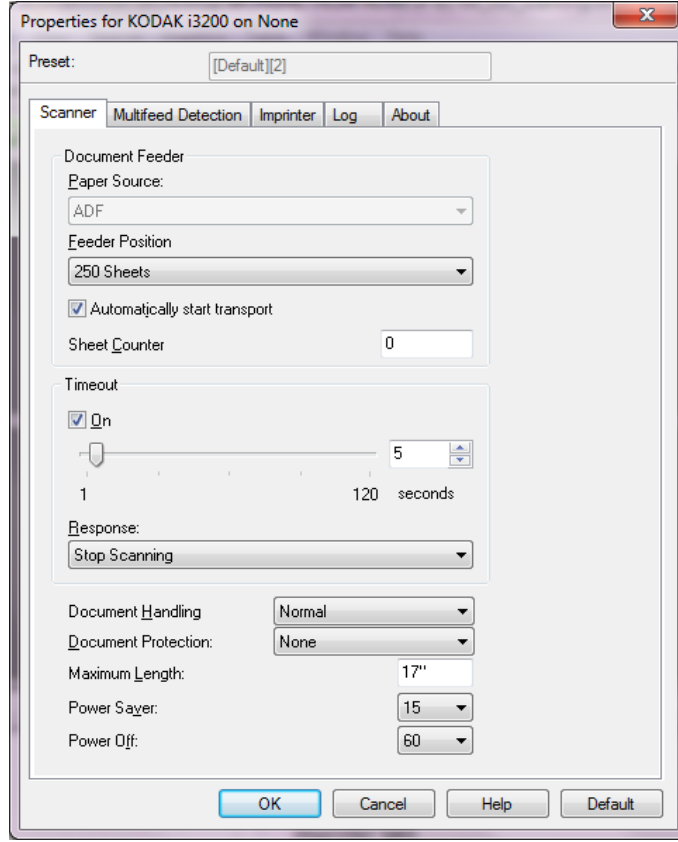 Properties for KODAK i3200 on None
Preset: [Default][2]
Scanner Multifeed Detection Imprinter Log About
Document Feeder
Paper Source:
ADF
Feeder Position
250 Sheets
Automatically start transport
Sheet Counter 0
Timeout
On
5
1 120 seconds
Response:
Stop Scanning
Document Handling Normal
Document Protection: None
Maximum Length: 17"
Power Saver: 15
Power Off: 60
OK Cancel Help Default